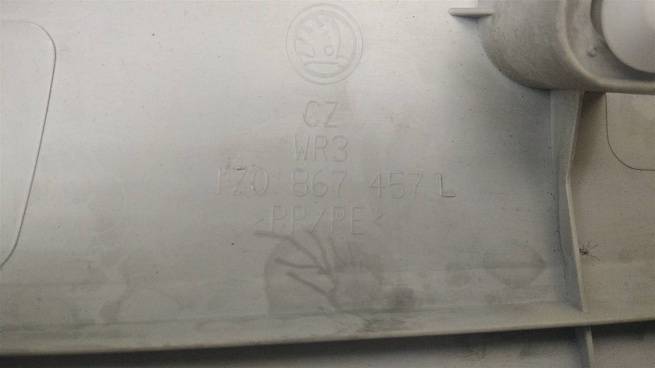 CZ
WR3
1Z0 867 457 L
>PP/PE<